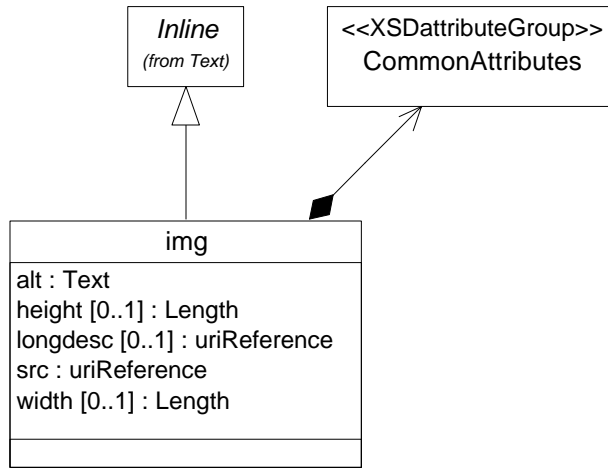 Inline
(from Text)
<<XSDattributeGroup>>
CommonAttributes
img
alt : Text
height [0..1] : Length
longdesc [0..1] : uriReference
src : uriReference
width [0..1] : Length